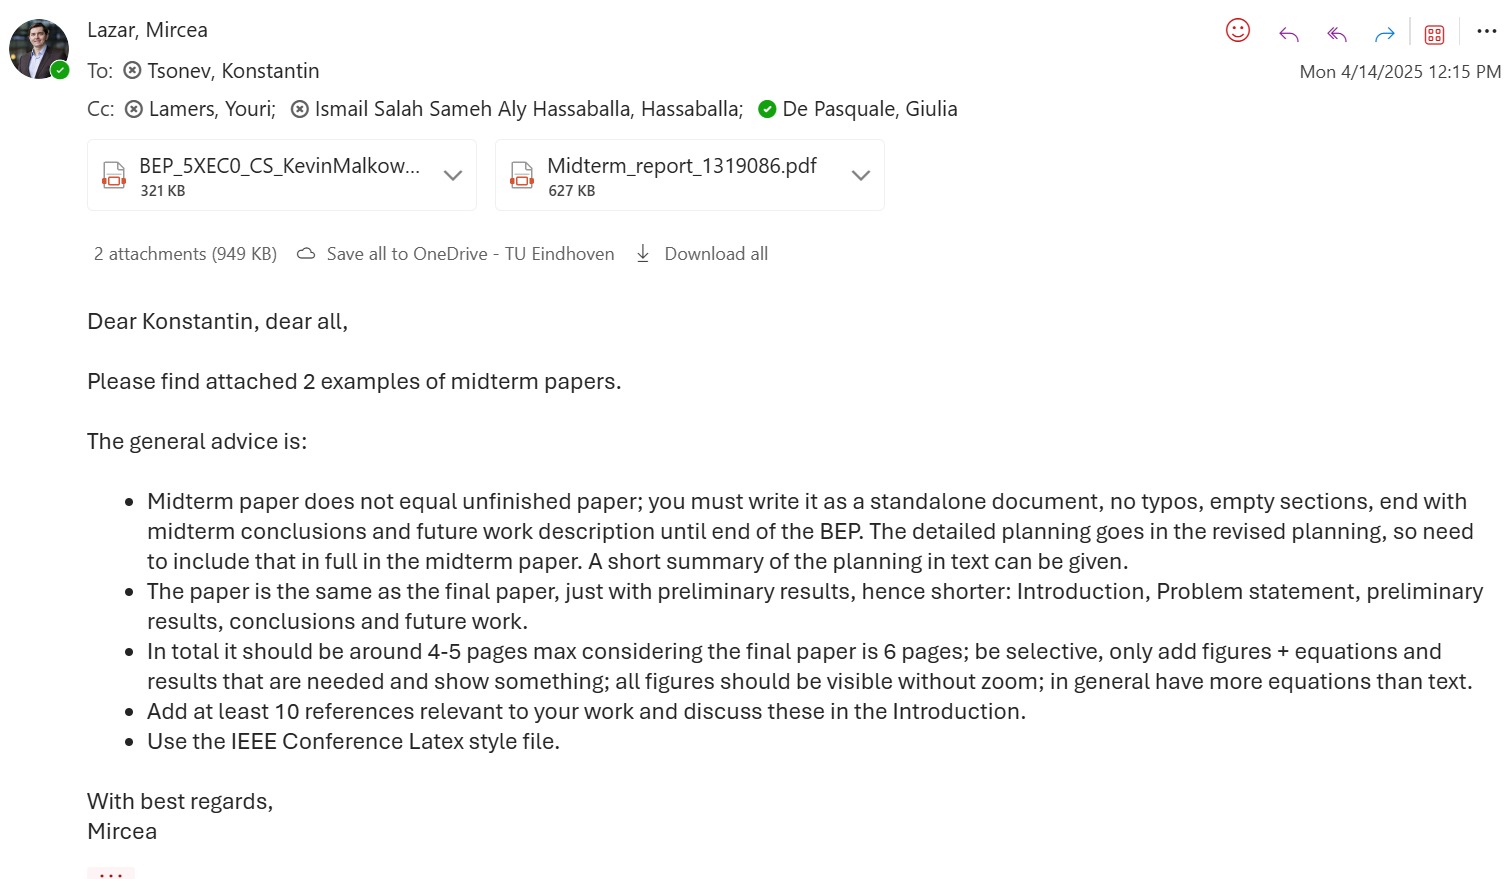 Lazar, Mircea
To: Tsonev, Konstantin
Mon 4/14/2025 12:15 PM
Cc: Lamers, Youri; Ismail Salah Sameh Aly Hassaballa, Hassaballa; De Pasquale, Giulia
BEP_5XEC0_CS_KevinMalkow...
321 KB
Midterm_report_1319086.pdf
627 KB
2 attachments (949 KB) Save all to OneDrive - TU Eindhoven Download all
Dear Konstantin, dear all,
Please find attached 2 examples of midterm papers.
The general advice is:
• Midterm paper does not equal unfinished paper; you must write it as a standalone document, no typos, empty sections, end with
midterm conclusions and future work description until end of the BEP. The detailed planning goes in the revised planning, so need
to include that in full in the midterm paper. A short summary of the planning in text can be given.
• The paper is the same as the final paper, just with preliminary results, hence shorter: Introduction, Problem statement, preliminary
results, conclusions and future work.
• In total it should be around 4-5 pages max considering the final paper is 6 pages; be selective, only add figures + equations and
results that are needed and show something; all figures should be visible without zoom; in general have more equations than text.
• Add at least 10 references relevant to your work and discuss these in the Introduction.
• Use the IEEE Conference Latex style file.
With best regards,
Mircea